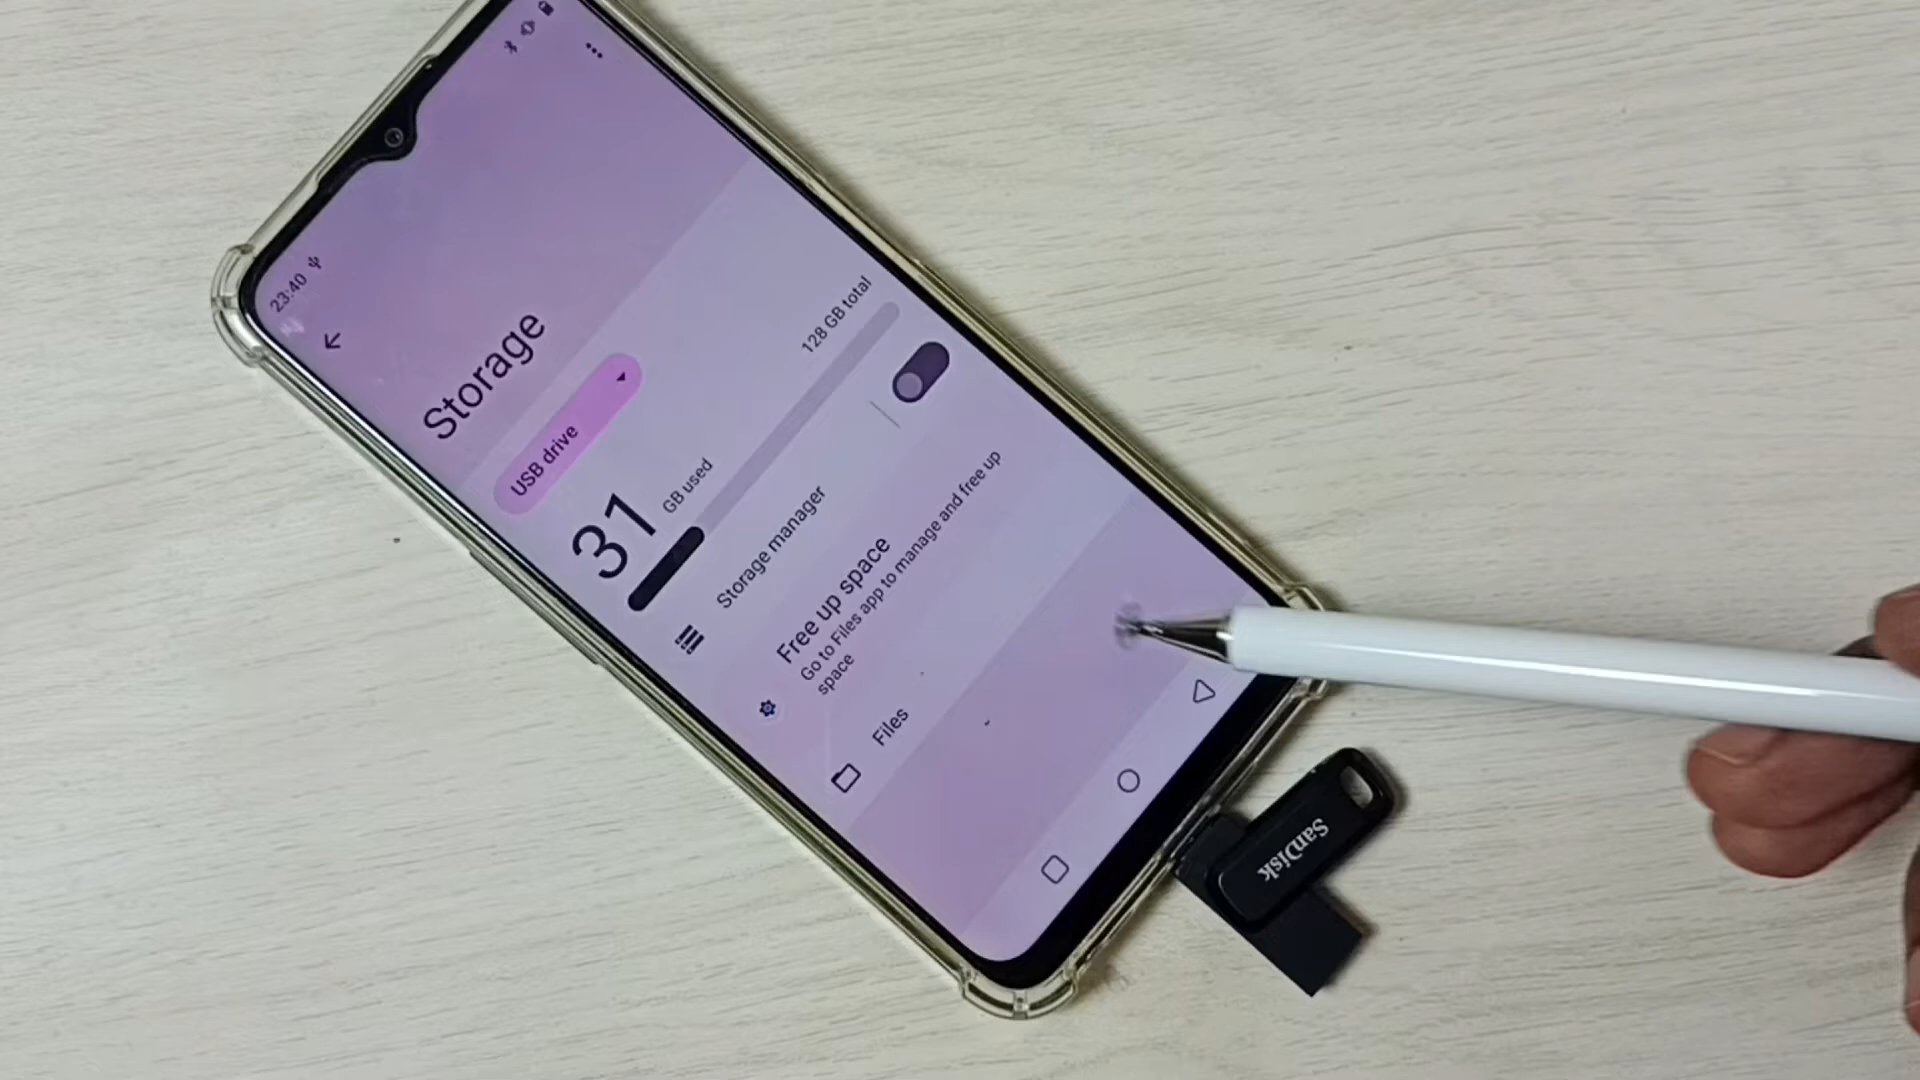 23:40
Storage
USB drive
31 GB used
128 GB total
Storage manager
Free up space
Go to Files app to manage and free up
space
Files
SanDisk